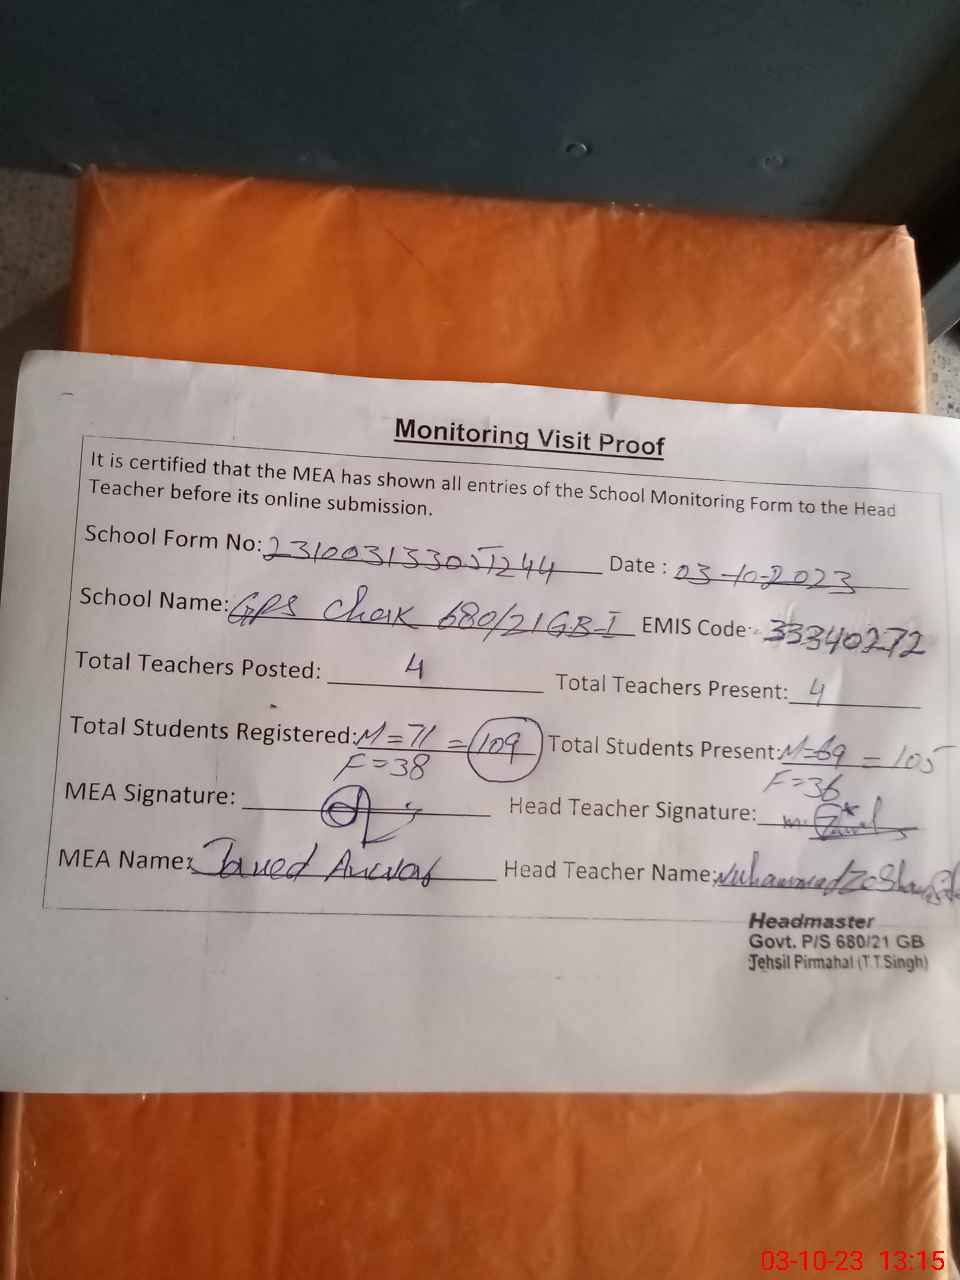 Monitoring Visit Proof
It is certified that the MEA has shown all entries of the School Monitoring Form to the Head
Teacher before its online submission.
School Form No: 2310031333051244 Date : 03-10-2023
School Name: GPS Chak 680/21GB-I EMIS Code: 33340272
Total Teachers Posted: 4 Total Teachers Present: 4
Total Students Registered: M=71 = 109 Total Students Present: M=69 = 105
F=38 F=36
MEA Signature: Head Teacher Signature:
MEA Name: Javed Anwar Head Teacher Name: Muhammad
Headmaster
Govt. P/S 680/21 GB
Tehsil Pirmahal (T.T.Singh)
03-10-23 13:15